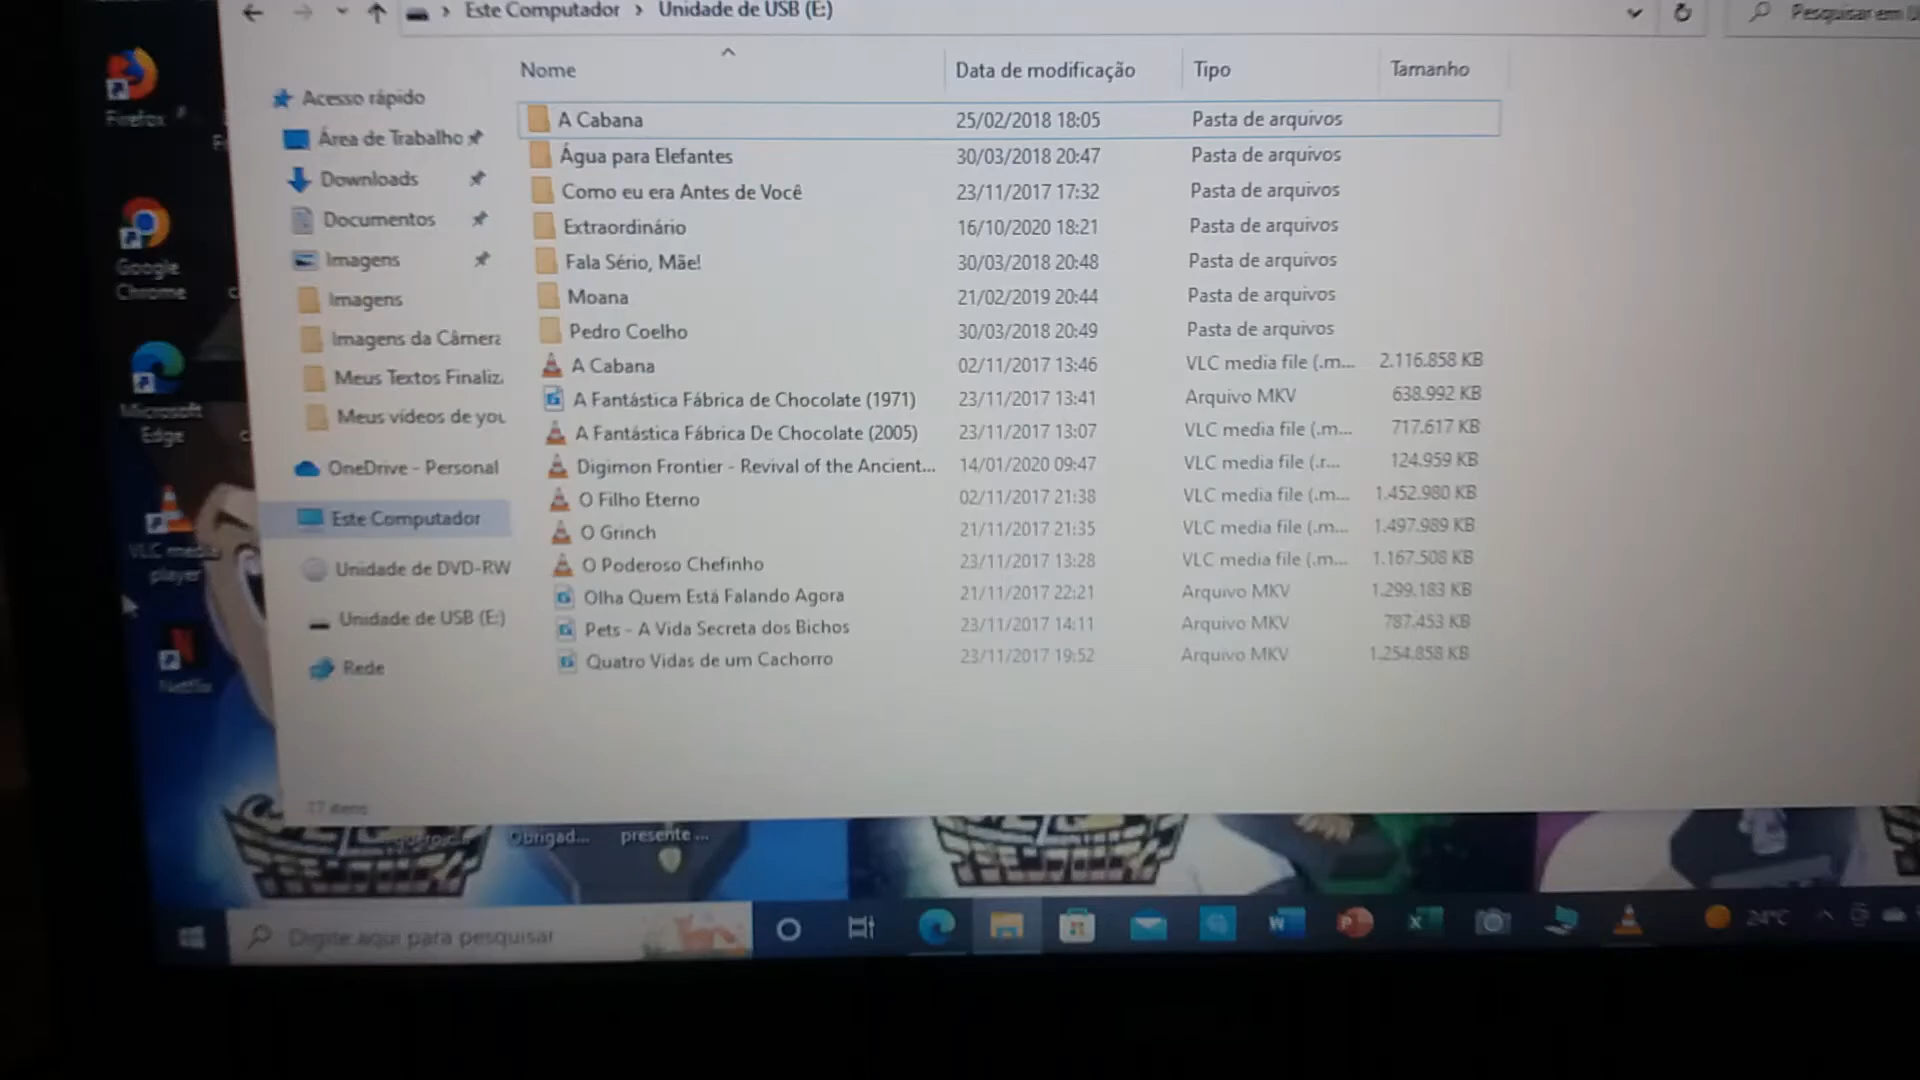 Este Computador > Unidade de USB (E:)
Pesquisar em U
Nome Data de modificação Tipo Tamanho
A Cabana 25/02/2018 18:05 Pasta de arquivos
Água para Elefantes 30/03/2018 20:47 Pasta de arquivos
Como eu era Antes de Você 23/11/2017 17:32 Pasta de arquivos
Extraordinário 16/10/2020 18:21 Pasta de arquivos
Fala Sério, Mãe! 30/03/2018 20:48 Pasta de arquivos
Moana 21/02/2019 20:44 Pasta de arquivos
Pedro Coelho 30/03/2018 20:49 Pasta de arquivos
A Cabana 02/11/2017 13:46 VLC media file (.m... 2.116.858 KB
A Fantástica Fábrica de Chocolate (1971) 23/11/2017 13:41 Arquivo MKV 638.992 KB
A Fantástica Fábrica De Chocolate (2005) 23/11/2017 13:07 VLC media file (.m... 717.617 KB
Digimon Frontier - Revival of the Ancient... 14/01/2020 09:47 VLC media file (.r... 124.959 KB
O Filho Eterno 02/11/2017 21:38 VLC media file (.m... 1.452.980 KB
O Grinch 21/11/2017 21:35 VLC media file (.m... 1.497.989 KB
O Poderoso Chefinho 23/11/2017 13:28 VLC media file (.m... 1.167.508 KB
Olha Quem Está Falando Agora 21/11/2017 22:21 Arquivo MKV 1.299.183 KB
Pets - A Vida Secreta dos Bichos 23/11/2017 14:11 Arquivo MKV 787.453 KB
Quatro Vidas de um Cachorro 23/11/2017 19:52 Arquivo MKV 1.254.858 KB
Acesso rápido
Área de Trabalho
Downloads
Documentos
Imagens
Imagens
Imagens da Câmera
Meus Textos Finaliz
Meus vídeos de you
OneDrive - Personal
Este Computador
Unidade de DVD-RW
Unidade de USB (E:)
Rede
17 itens
Firefox
Google
Chrome
Microsoft
Edge
VLC media
player
Netflix
Obrigad...
presente ...
Digite aqui para pesquisar
24°C